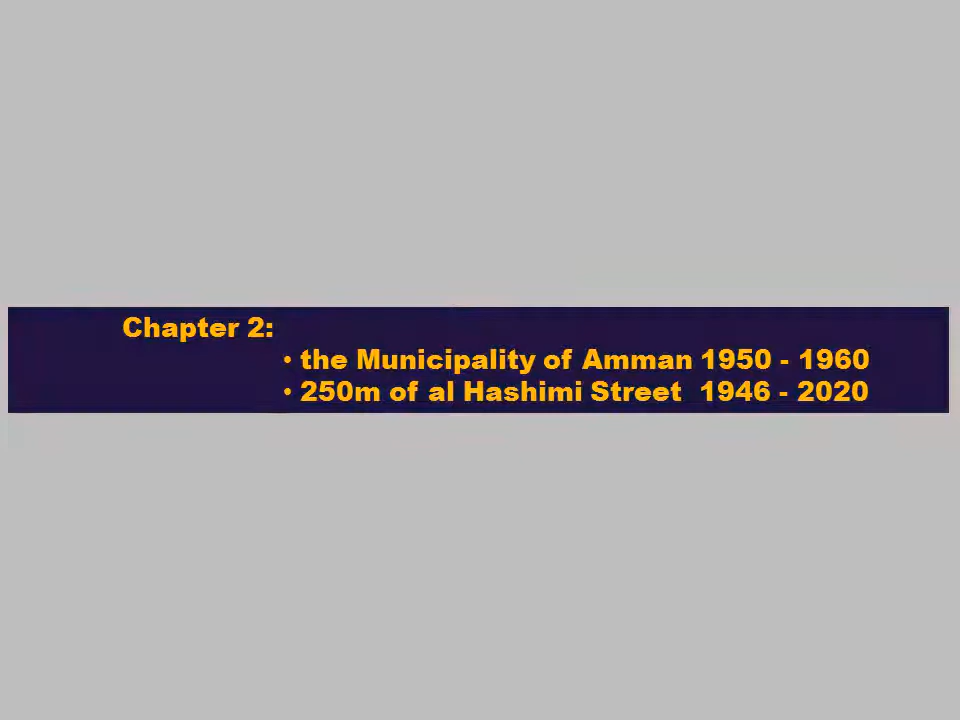 Chapter 2:
• the Municipality of Amman 1950 - 1960
• 250m of al Hashimi Street  1946 - 2020